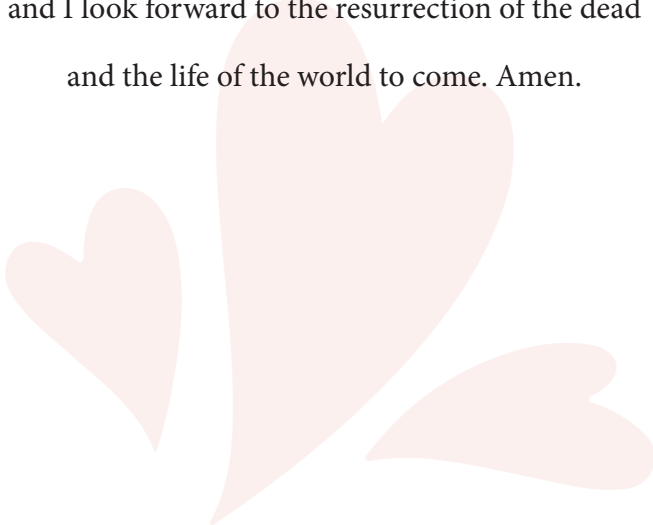 and I look forward to the resurrection of the dead
and the life of the world to come. Amen.